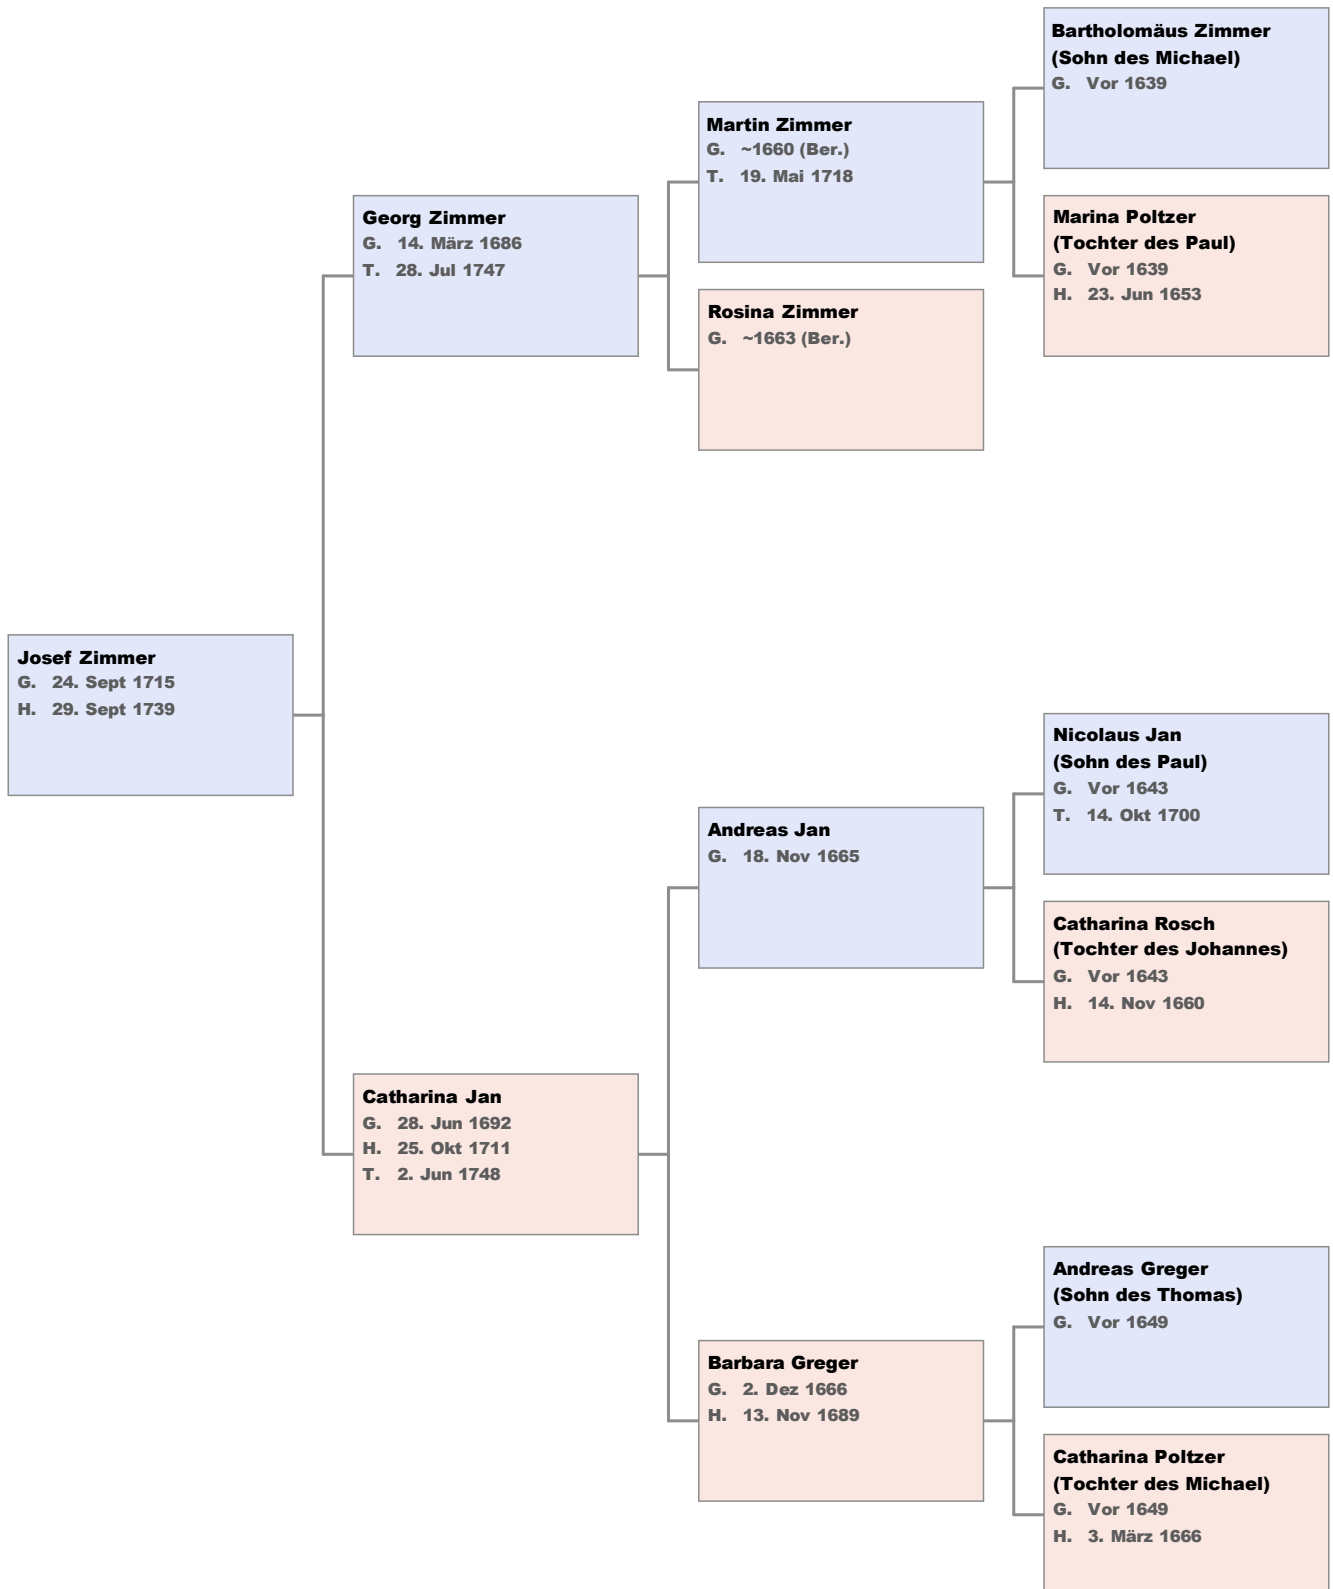 Bartholomäus Zimmer
(Sohn des Michael)
G. Vor 1639
Martin Zimmer
G. ~1660 (Ber.)
T. 19. Mai 1718
Marina Poltzer
(Tochter des Paul)
G. Vor 1639
H. 23. Jun 1653
Georg Zimmer
G. 14. März 1686
T. 28. Jul 1747
Rosina Zimmer
G. ~1663 (Ber.)
Josef Zimmer
G. 24. Sept 1715
H. 29. Sept 1739
Nicolaus Jan
(Sohn des Paul)
G. Vor 1643
T. 14. Okt 1700
Andreas Jan
G. 18. Nov 1665
Catharina Rosch
(Tochter des Johannes)
G. Vor 1643
H. 14. Nov 1660
Catharina Jan
G. 28. Jun 1692
H. 25. Okt 1711
T. 2. Jun 1748
Andreas Greger
(Sohn des Thomas)
G. Vor 1649
Barbara Greger
G. 2. Dez 1666
H. 13. Nov 1689
Catharina Poltzer
(Tochter des Michael)
G. Vor 1649
H. 3. März 1666